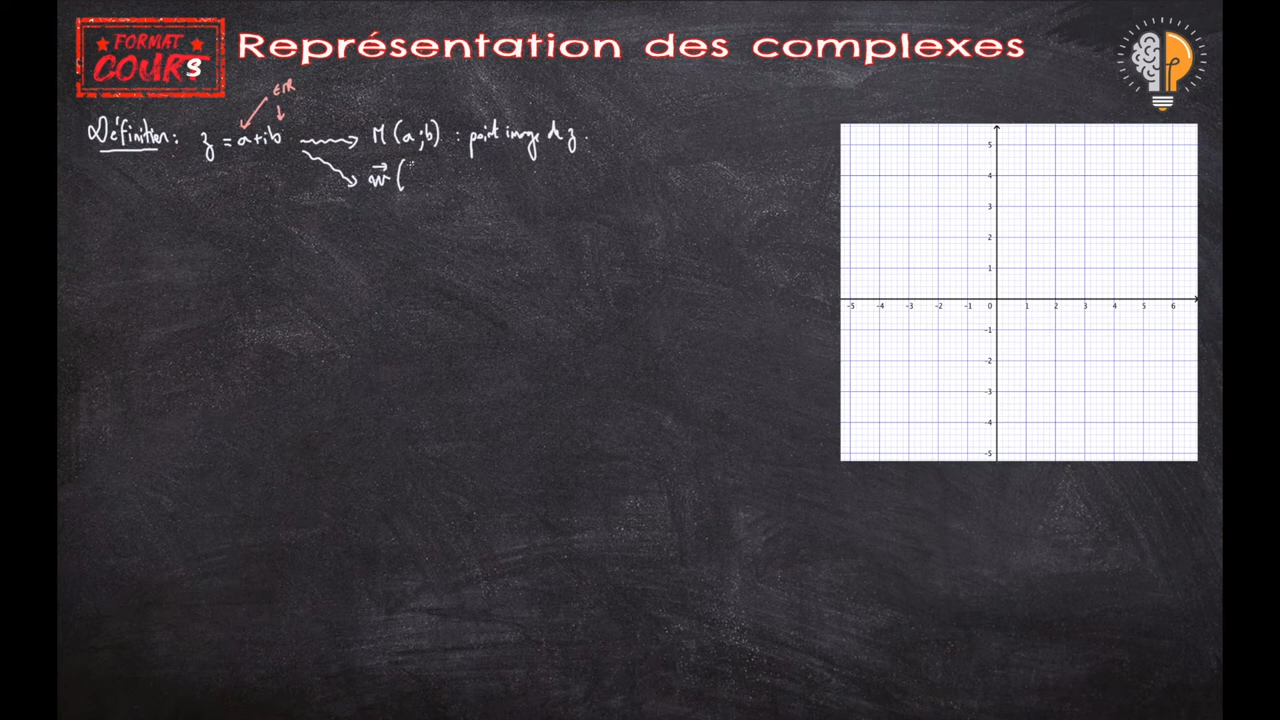 FORMAT
COURS
Représentation des complexes
∈ℝ
Définition : z = a+ib → M(a;b) : point image de z.
w⃗ (
5
4
3
2
1
-5 -4 -3 -2 -1 0 1 2 3 4 5 6
-1
-2
-3
-4
-5